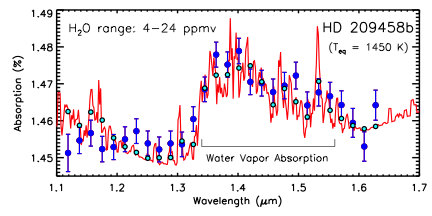 H₂O range: 4–24 ppmv
HD 209458b
(T_eq = 1450 K)
1.49
1.48
1.47
1.46
1.45
Absorption (%)
Water Vapor Absorption
1.1 1.2 1.3 1.4 1.5 1.6 1.7
Wavelength (μm)